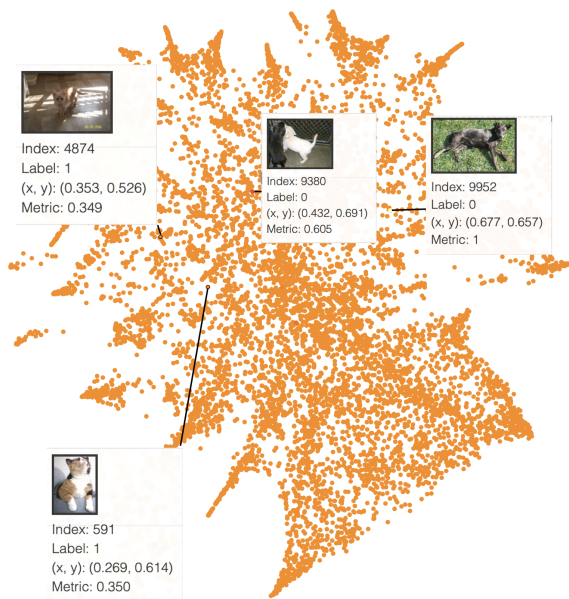 Index: 4874
Label: 1
(x, y): (0.353, 0.526)
Metric: 0.349
Index: 9380
Label: 0
(x, y): (0.432, 0.691)
Metric: 0.605
Index: 9952
Label: 0
(x, y): (0.677, 0.657)
Metric: 1
Index: 591
Label: 1
(x, y): (0.269, 0.614)
Metric: 0.350